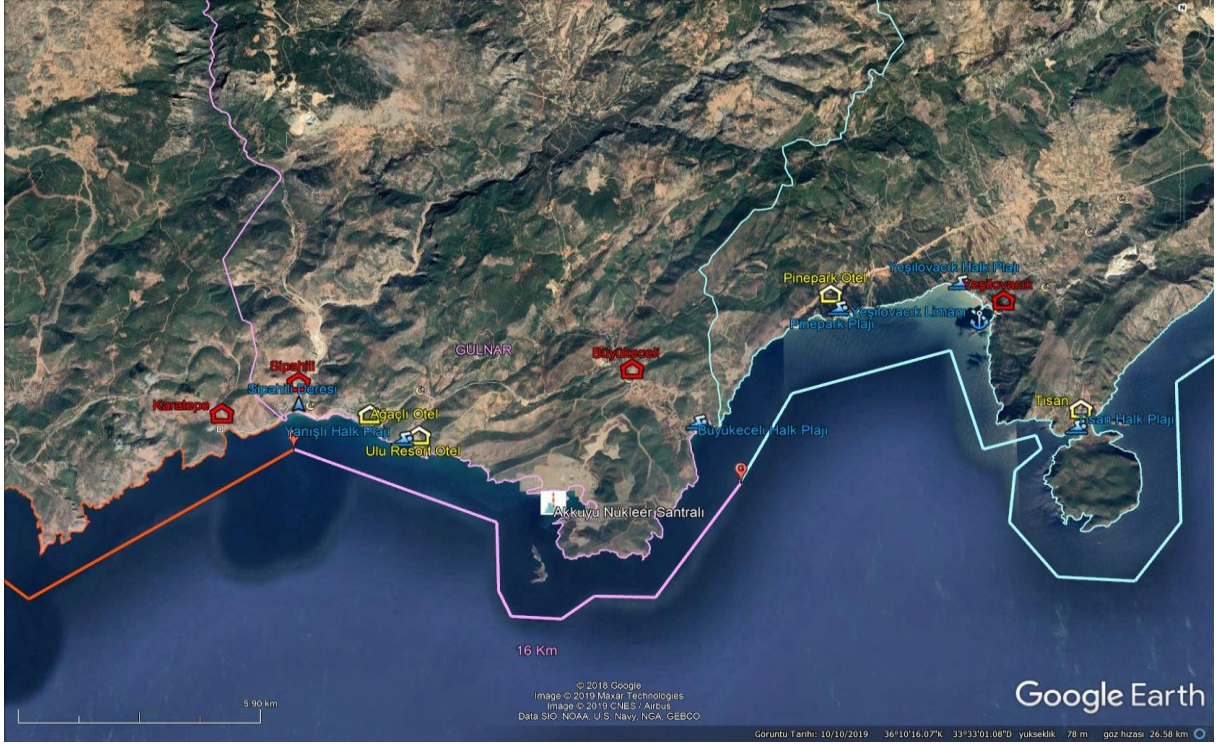 N
Pinepark Otel
Yeşilovacık Halk Plajı
Yeşilovacık
Yeşilovacık Limanı
Pinepark Plajı
GÜLNAR
Büyükeceli
Sipahili
Sipahili Deresi
Karatepe
Ağaçlı Otel
Yanışlı Halk Plajı
Ulu Resort Otel
Büyükeceli Halk Plajı
Tisan
Tisan Halk Plajı
G
Akkuyu Nükleer Santralı
16 Km
5.90 km
© 2018 Google
Image © 2019 Maxar Technologies
Image © 2019 CNES / Airbus
Data SIO, NOAA, U.S. Navy, NGA, GEBCO
Google Earth
Görüntü Tarihi: 10/10/2019 36°10'16.07"K 33°33'01.08"D yükseklik 78 m göz hizası 26.58 km